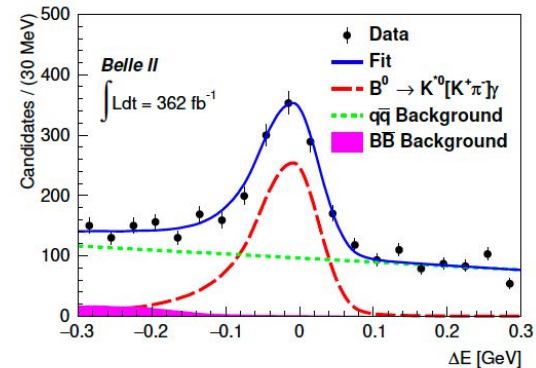 Candidates / (30 MeV)
500
400
300
200
100
0
Belle II
∫ Ldt = 362 fb⁻¹
Data
Fit
B⁰ → K*⁰[K⁺π⁻]γ
qq̅ Background
BB̅ Background
−0.3 −0.2 −0.1 0 0.1 0.2 0.3
ΔE [GeV]